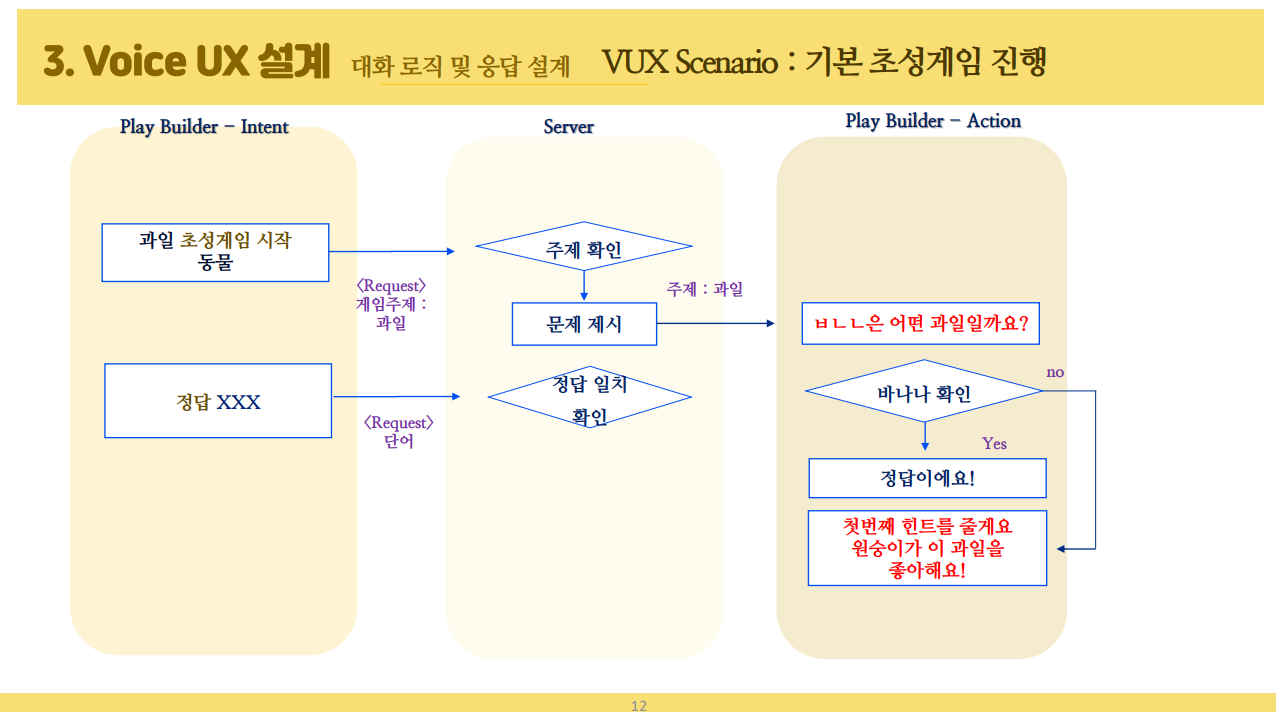 3. Voice UX 설계 대화 로직 및 응답 설계 VUX Scenario : 기본 초성게임 진행
Play Builder – Intent
Server
Play Builder – Action
과일 초성게임 시작
동물
<Request>
게임주제 :
과일
주제 확인
문제 제시
주제 : 과일
ㅂㄴㄴ은 어떤 과일일까요?
정답 XXX
<Request>
단어
정답 일치
확인
바나나 확인
no
Yes
정답이에요!
첫번째 힌트를 줄게요
원숭이가 이 과일을
좋아해요!
12